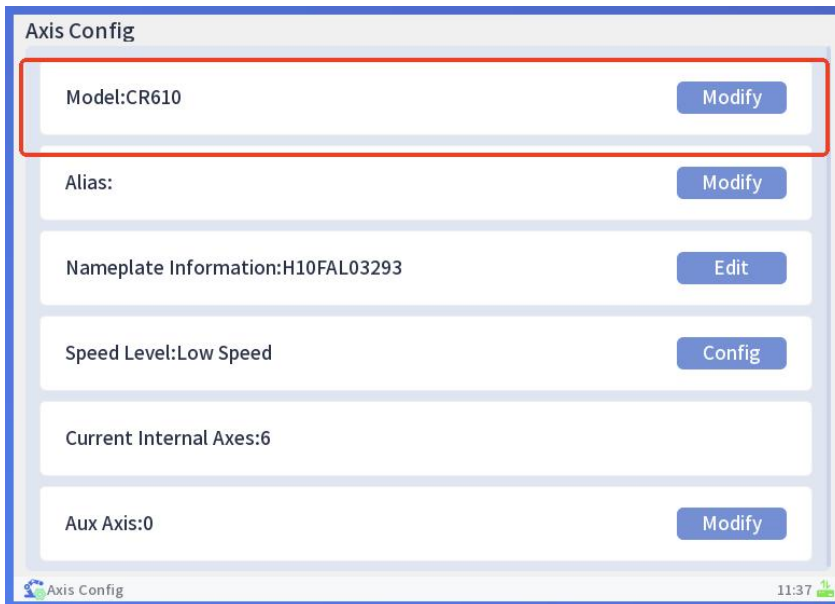 Axis Config
Model:CR610 Modify
Alias: Modify
Nameplate Information:H10FAL03293 Edit
Speed Level:Low Speed Config
Current Internal Axes:6
Aux Axis:0 Modify
Axis Config 11:37